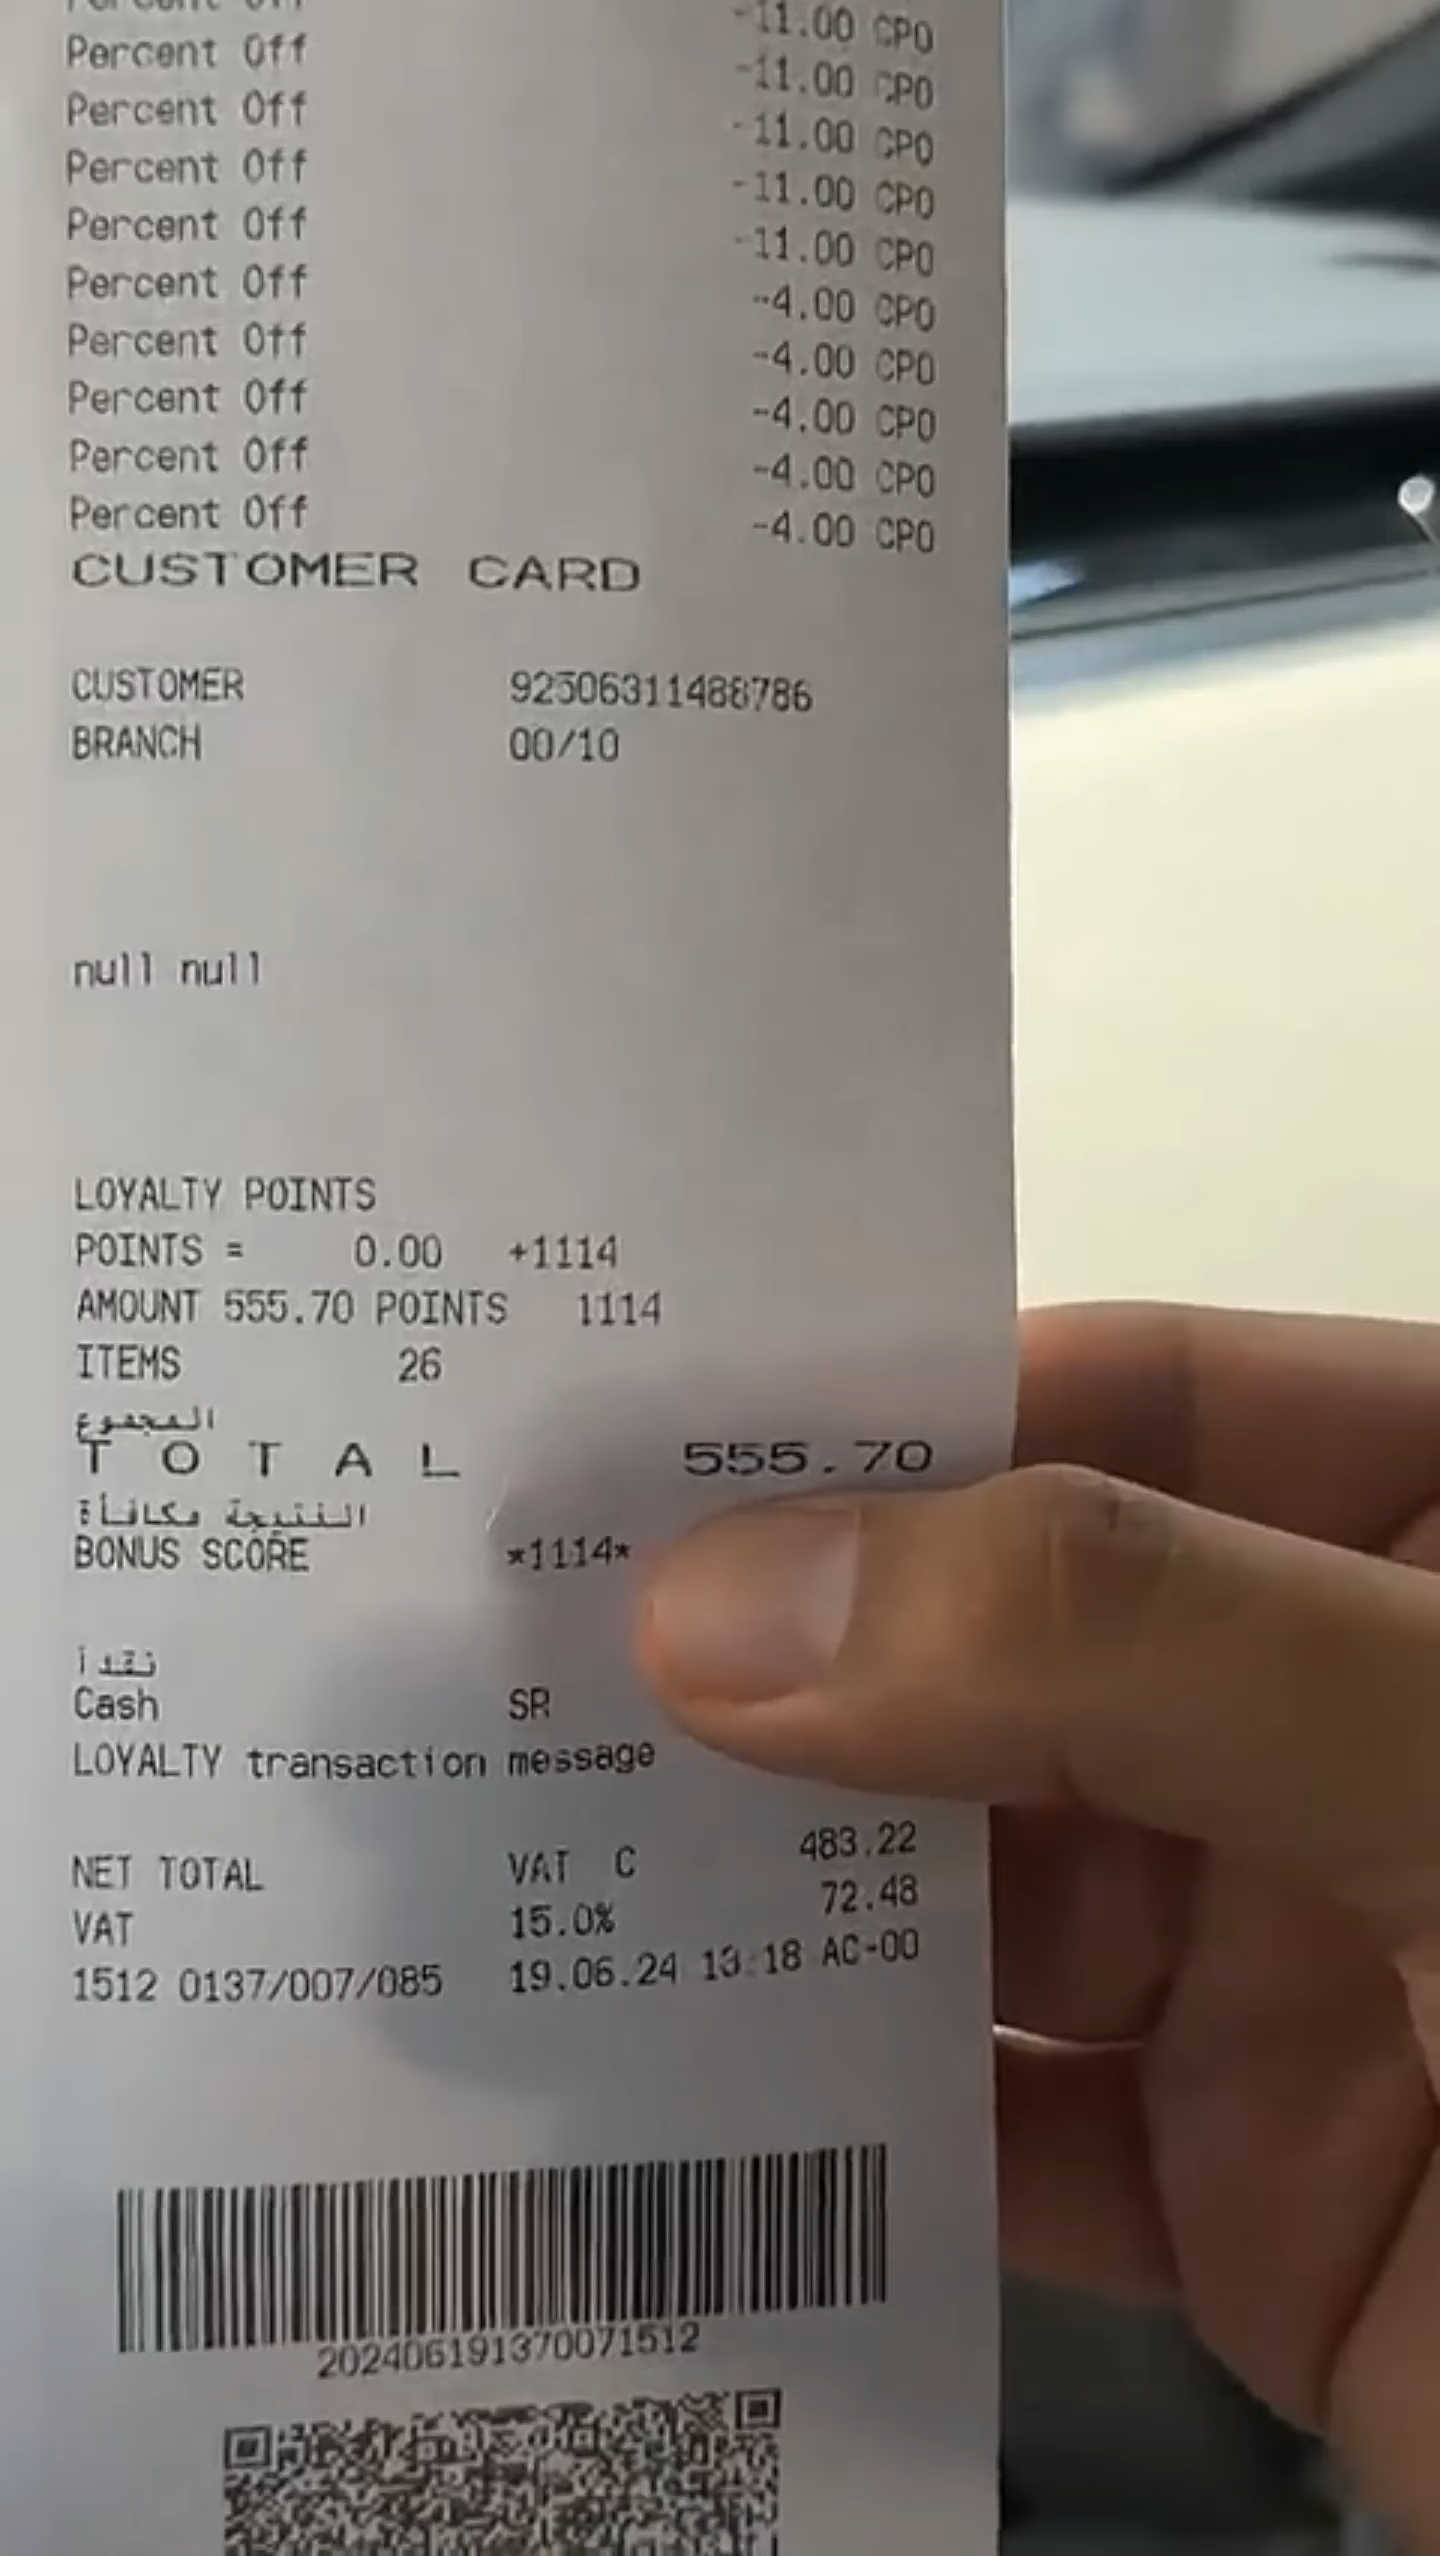 Percent Off -11.00 CPO
Percent Off -11.00 CPO
Percent Off -11.00 CPO
Percent Off -11.00 CPO
Percent Off -11.00 CPO
Percent Off -4.00 CPO
Percent Off -4.00 CPO
Percent Off -4.00 CPO
Percent Off -4.00 CPO
Percent Off -4.00 CPO
CUSTOMER CARD
CUSTOMER 92306311488786
BRANCH 00/10
null null
LOYALTY POINTS
POINTS = 0.00 +1114
AMOUNT 555.70 POINTS 1114
ITEMS 26
المجموع
TOTAL 555.70
النتيجة مكافأة
BONUS SCORE *1114*
نقدا
Cash SR
LOYALTY transaction message
NET TOTAL VAT C 483.22
VAT 15.0% 72.48
1512 0137/007/085 19.06.24 13:18 AC-00
202406191370071512